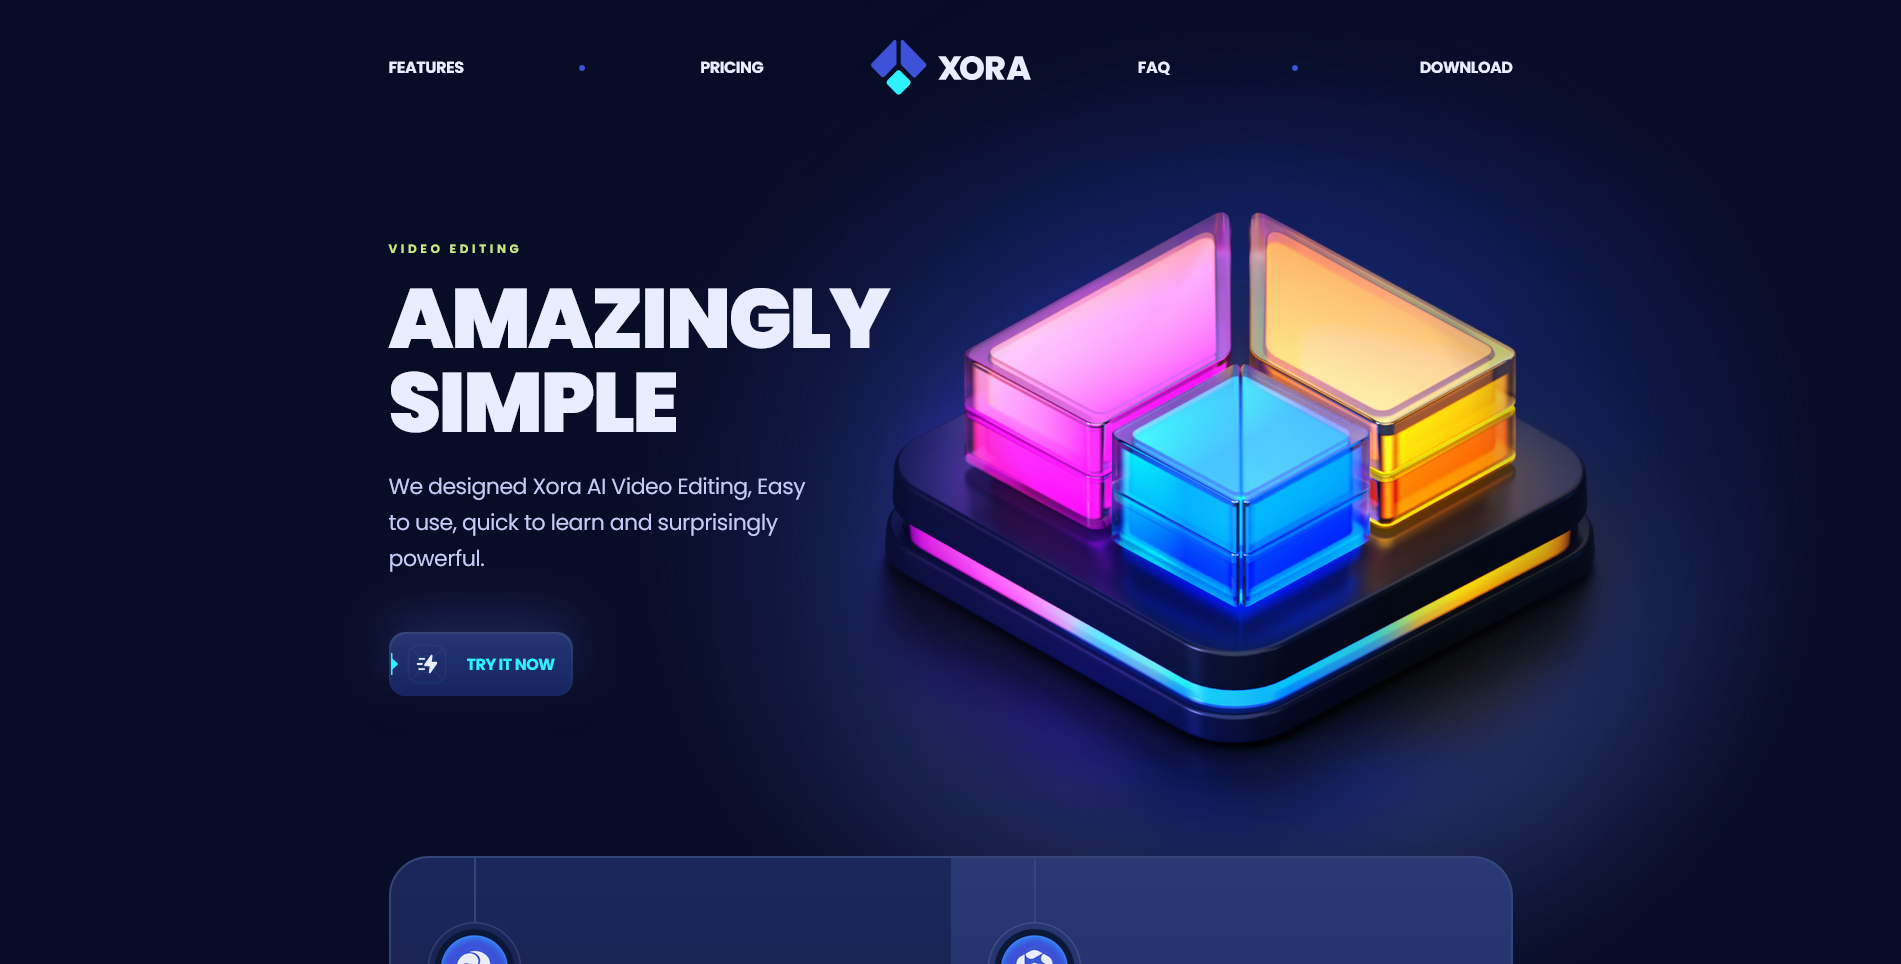 FEATURES
PRICING
XORA
FAQ
DOWNLOAD
VIDEO EDITING
AMAZINGLY
SIMPLE
We designed Xora AI Video Editing, Easy
to use, quick to learn and surprisingly
powerful.
TRY IT NOW